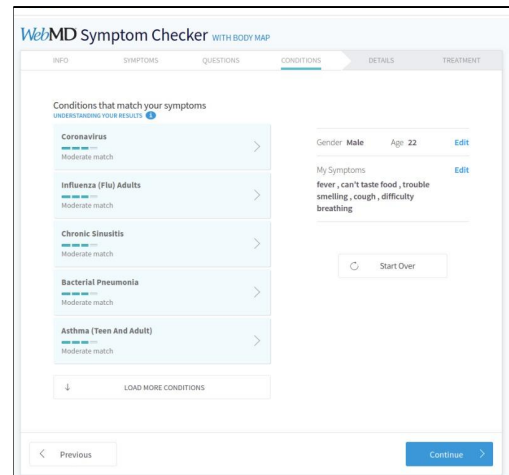 WebMD Symptom Checker WITH BODY MAP
INFO SYMPTOMS QUESTIONS CONDITIONS DETAILS TREATMENT
Conditions that match your symptoms
UNDERSTANDING YOUR RESULTS i
Coronavirus
Moderate match
Influenza (Flu) Adults
Moderate match
Chronic Sinusitis
Moderate match
Bacterial Pneumonia
Moderate match
Asthma (Teen And Adult)
Moderate match
LOAD MORE CONDITIONS
Gender Male Age 22 Edit
My Symptoms Edit
fever , can't taste food , trouble
smelling , cough , difficulty
breathing
Start Over
Previous
Continue